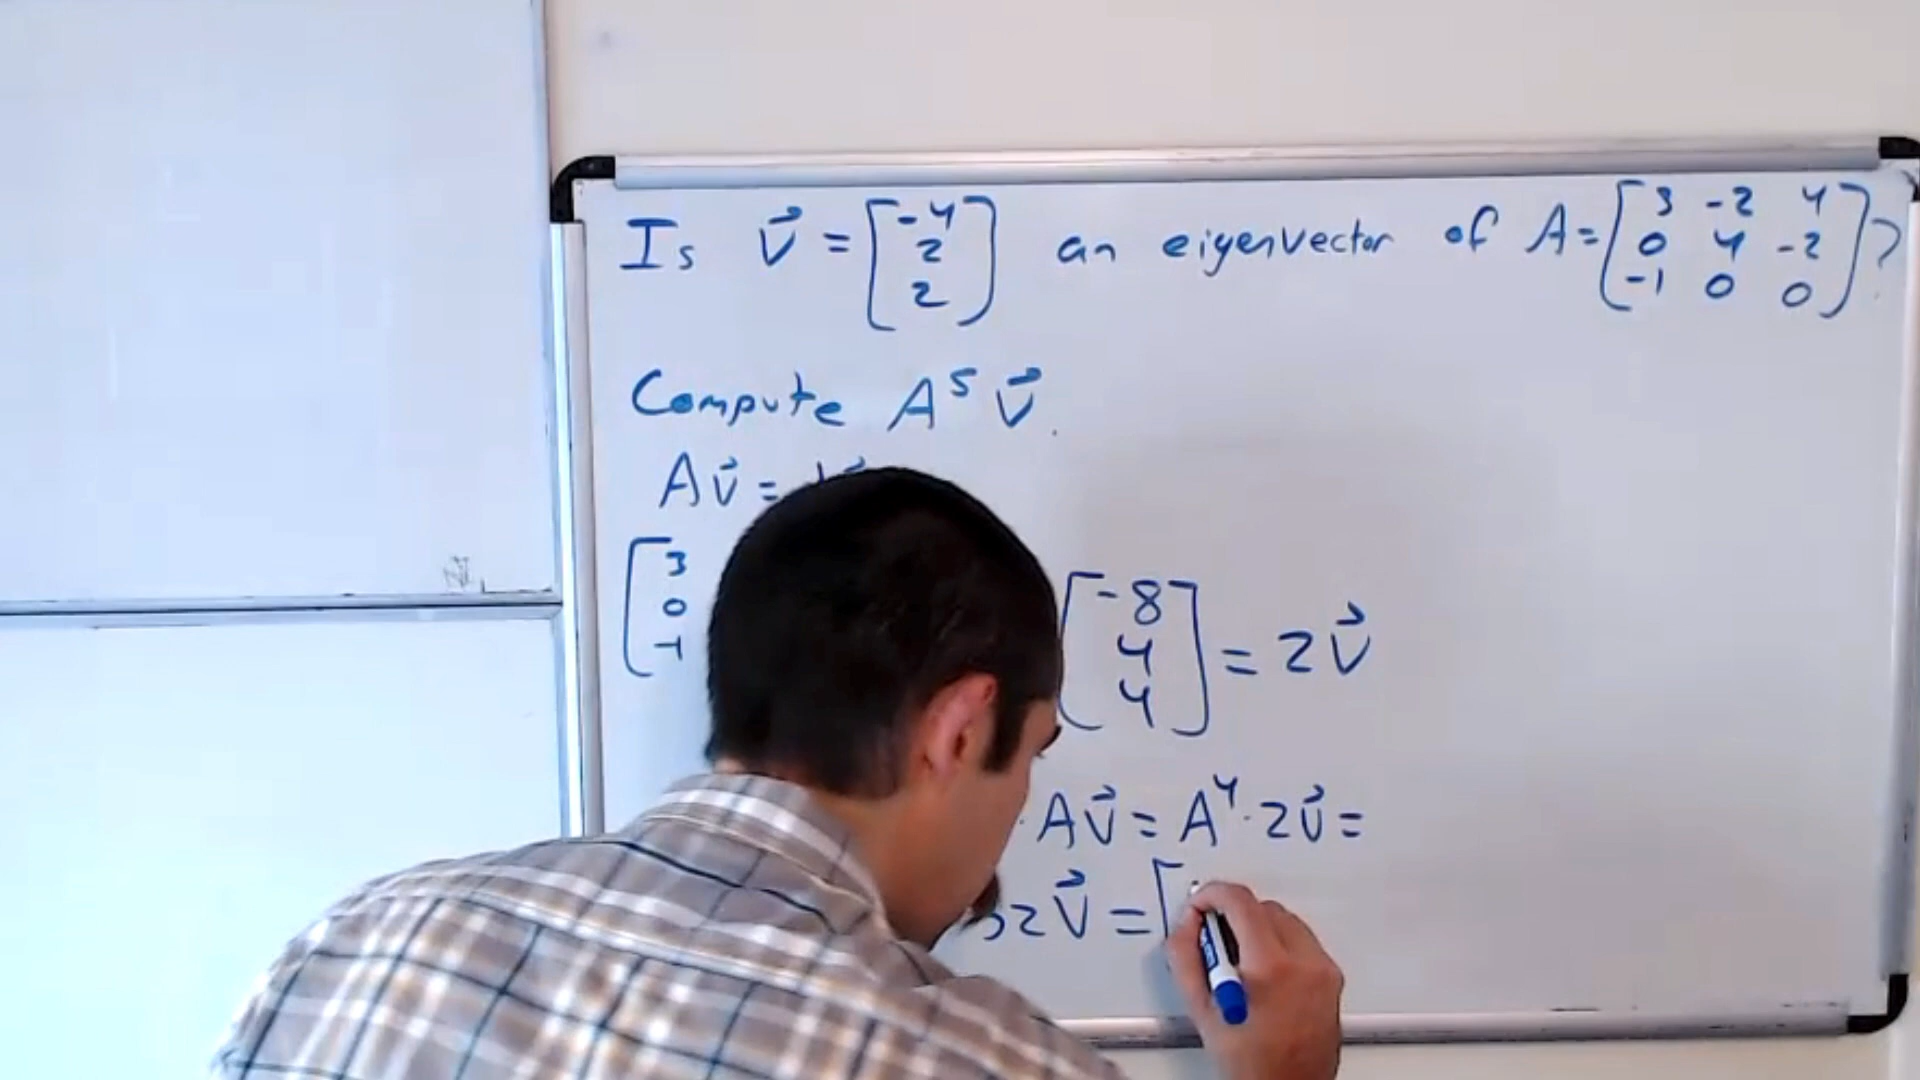 Is v⃗ = [-4 2 2] an eigenvector of A = [3 -2 4; 0 4 -2; -1 0 0]?
Compute A⁵ v⃗.
Av⃗ =
[3 0 -1
[-8 4 4] = 2v⃗
· Av⃗ = A⁴ · 2v⃗ =
32v⃗ = [